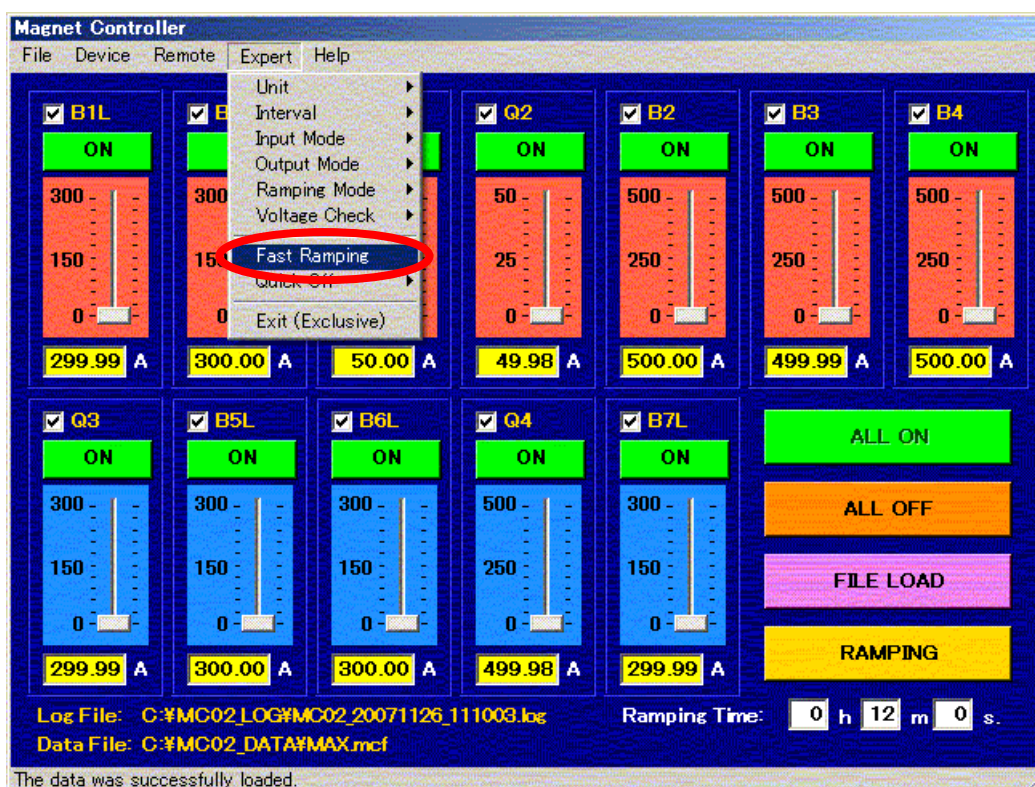 Magnet Controller
File Device Remote Expert Help
Unit
Interval
Input Mode
Output Mode
Ramping Mode
Voltage Check
Fast Ramping
Quick Off
Exit (Exclusive)
B1L B Q2 B2 B3 B4
ON ON ON ON ON
300 300 50 500 500 500
150 15 25 250 250 250
0 0 0 0 0 0
299.99 A 300.00 A 50.00 A 49.98 A 500.00 A 499.99 A 500.00 A
Q3 B5L B6L Q4 B7L
ON ON ON ON ON
300 300 300 500 300
150 150 150 250 150
0 0 0 0 0
299.99 A 300.00 A 300.00 A 499.98 A 299.99 A
ALL ON
ALL OFF
FILE LOAD
RAMPING
Log File: C:¥MC02_LOG¥MC02_20071126_111003.log
Ramping Time: 0 h 12 m 0 s.
Data File: C:¥MC02_DATA¥MAX.mcf
The data was successfully loaded.